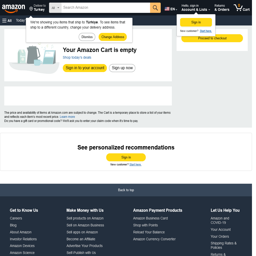 amazon
Deliver to
Turkiye
All
Search Amazon
EN
Hello, sign in
Account & Lists
Returns
& Orders
0
Cart
We're showing you items that ship to Turkiye. To see items that
ship to a different country, change your delivery address.
Dismiss
Change Address
Sign in
New customer? Start here.
Proceed to checkout
Your Amazon Cart is empty
Shop today's deals
Sign in to your account
Sign up now
The price and availability of items at Amazon.com are subject to change. The Cart is a temporary place to store a list of your items
and reflects each item's most recent price. Learn more
Do you have a gift card or promotional code? We'll ask you to enter your claim code when it's time to pay.
See personalized recommendations
Sign in
New customer? Start here.
Back to top
Get to Know Us
Careers
Blog
About Amazon
Investor Relations
Amazon Devices
Amazon Science
Make Money with Us
Sell products on Amazon
Sell on Amazon Business
Sell apps on Amazon
Become an Affiliate
Advertise Your Products
Self-Publish with Us
Amazon Payment Products
Amazon Business Card
Shop with Points
Reload Your Balance
Amazon Currency Converter
Let Us Help You
Amazon and
COVID-19
Your Account
Your Orders
Shipping Rates &
Policies
Returns &